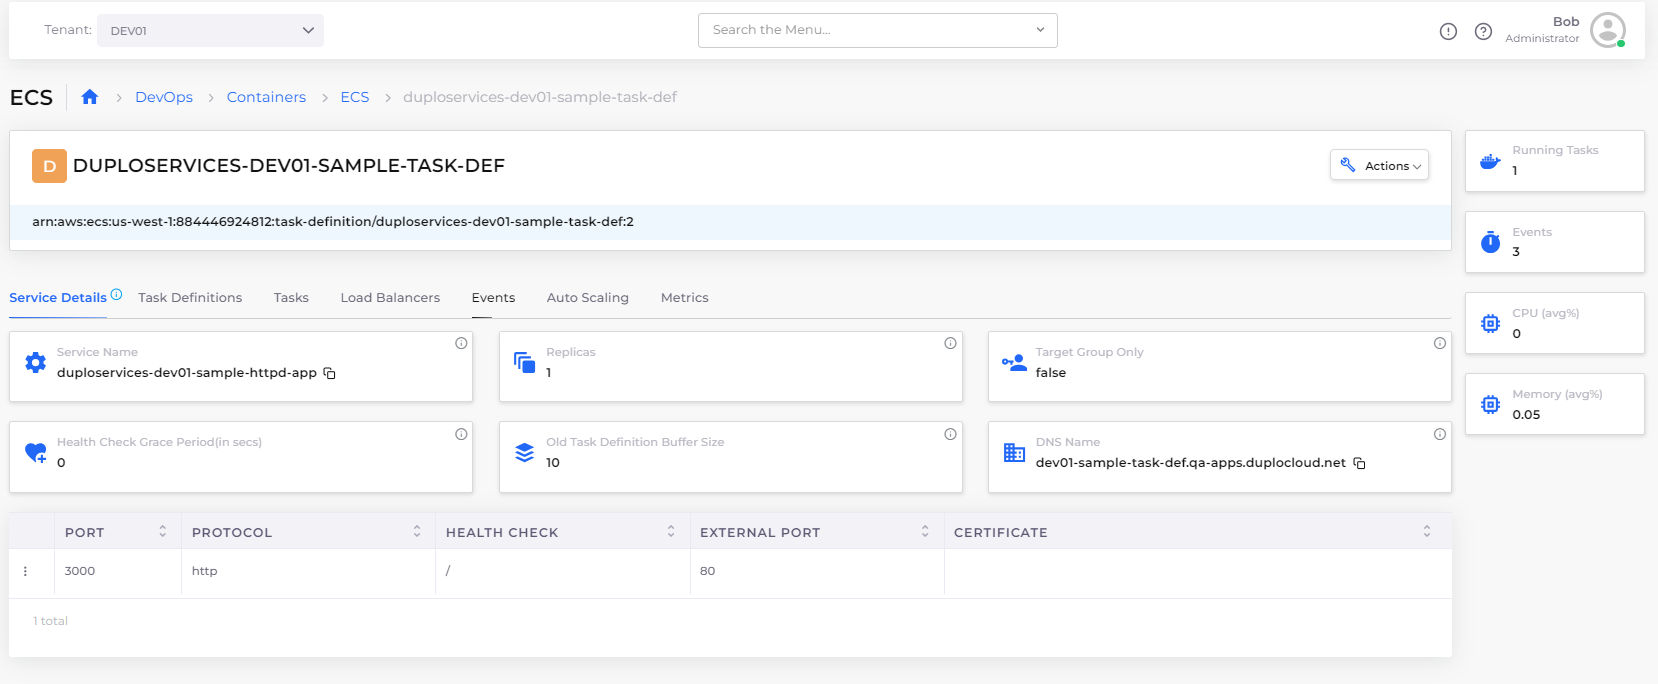 Tenant: DEV01 Search the Menu... Bob
Administrator
ECS DevOps Containers ECS duploservices-dev01-sample-task-def
D DUPLOSERVICES-DEV01-SAMPLE-TASK-DEF Actions
arn:aws:ecs:us-west-1:884446924812:task-definition/duploservices-dev01-sample-task-def:2
Running Tasks
1
Events
3
CPU (avg%)
0
Memory (avg%)
0.05
Service Details Task Definitions Tasks Load Balancers Events Auto Scaling Metrics
Service Name
duploservices-dev01-sample-httpd-app
Replicas
1
Target Group Only
false
Health Check Grace Period(in secs)
0
Old Task Definition Buffer Size
10
DNS Name
dev01-sample-task-def.qa-apps.duplocloud.net
PORT PROTOCOL HEALTH CHECK EXTERNAL PORT CERTIFICATE
3000 http / 80
1 total